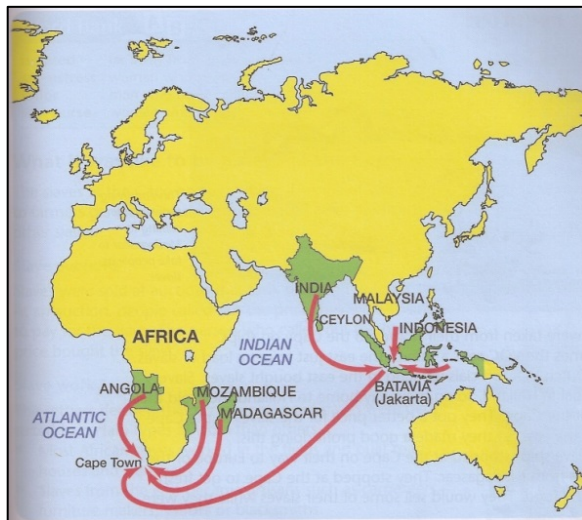 INDIA
MALAYSIA
CEYLON
INDONESIA
AFRICA
INDIAN
OCEAN
BATAVIA
(Jakarta)
ANGOLA
MOZAMBIQUE
MADAGASCAR
ATLANTIC
OCEAN
Cape Town